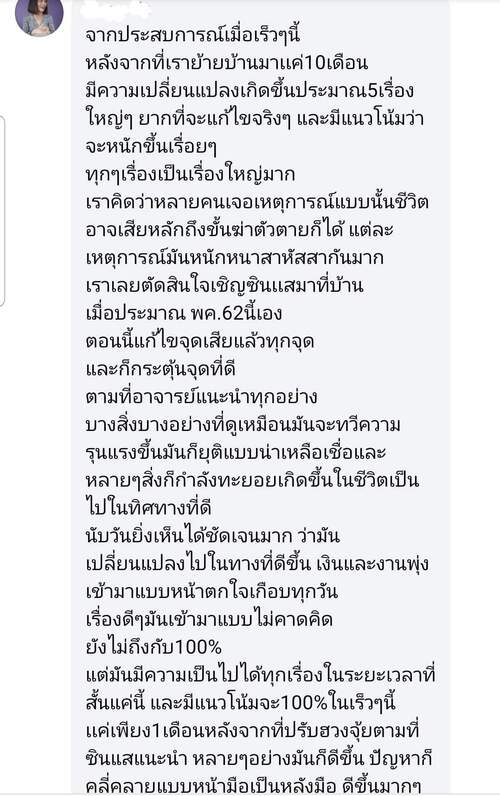 จากประสบการณ์เมื่อเร็วๆนี้
หลังจากที่เราย้ายบ้านมาแค่10เดือน
มีความเปลี่ยนแปลงเกิดขึ้นประมาณ5เรื่อง
ใหญ่ๆ ยากที่จะแก้ไขจริงๆ และมีแนวโน้มว่า
จะหนักขึ้นเรื่อยๆ
ทุกๆเรื่องเป็นเรื่องใหญ่มาก
เราคิดว่าหลายคนเจอเหตุการณ์แบบนั้นชีวิต
อาจเสียหลักถึงขั้นฆ่าตัวตายก็ได้ แต่ละ
เหตุการณ์มันหนักหนาสาหัสสากันมาก
เราเลยตัดสินใจเชิญซินแสมาที่บ้าน
เมื่อประมาณ พค.62นี้เอง
ตอนนี้แก้ไขจุดเสียแล้วทุกจุด
และก็กระตุ้นจุดที่ดี
ตามที่อาจารย์แนะนำทุกอย่าง
บางสิ่งบางอย่างที่ดูเหมือนมันจะทวีความ
รุนแรงขึ้นมันก็ยุติแบบน่าเหลือเชื่อและ
หลายๆสิ่งก็กำลังทะยอยเกิดขึ้นในชีวิตเป็น
ไปในทิศทางที่ดี
นับวันยิ่งเห็นได้ชัดเจนมาก ว่ามัน
เปลี่ยนแปลงไปในทางที่ดีขึ้น เงินและงานพุ่ง
เข้ามาแบบหน้าตกใจเกือบทุกวัน
เรื่องดีๆมันเข้ามาแบบไม่คาดคิด
ยังไม่ถึงกับ100%
แต่มันมีความเป็นไปได้ทุกเรื่องในระยะเวลาที่
สั้นแค่นี้ และมีแนวโน้มจะ100%ในเร็วๆนี้
แค่เพียง1เดือนหลังจากที่ปรับฮวงจุ้ยตามที่
ซินแสแนะนำ หลายๆอย่างมันก็ดีขึ้น ปัญหาก็
คลี่คลายแบบหน้ามือเป็นหลังมือ ดีขึ้นมากๆ